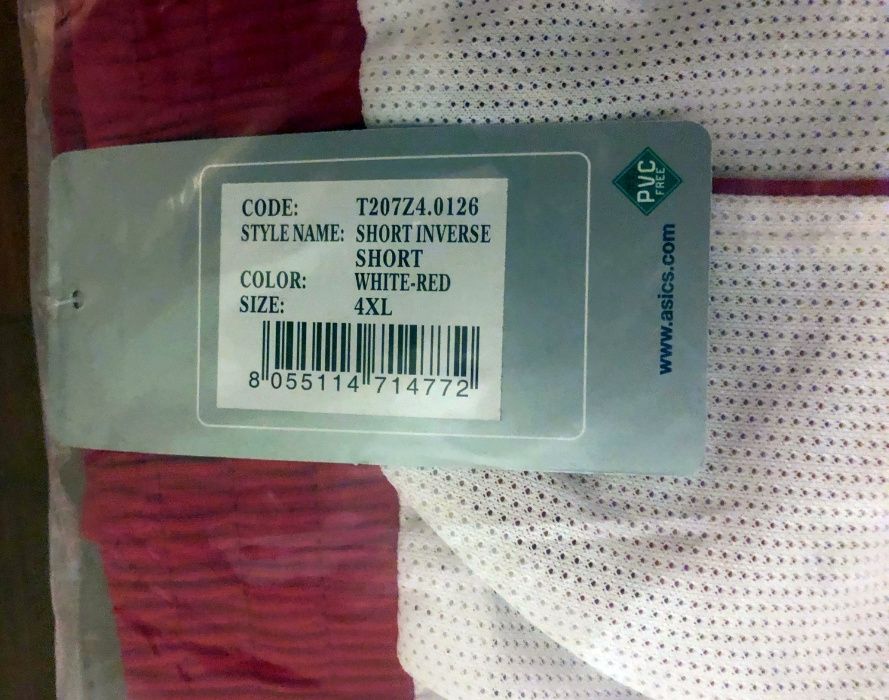 CODE: T207Z4.0126
STYLE NAME: SHORT INVERSE
SHORT
COLOR: WHITE-RED
SIZE: 4XL
8 055114 714772
PVC
FREE
www.asics.com